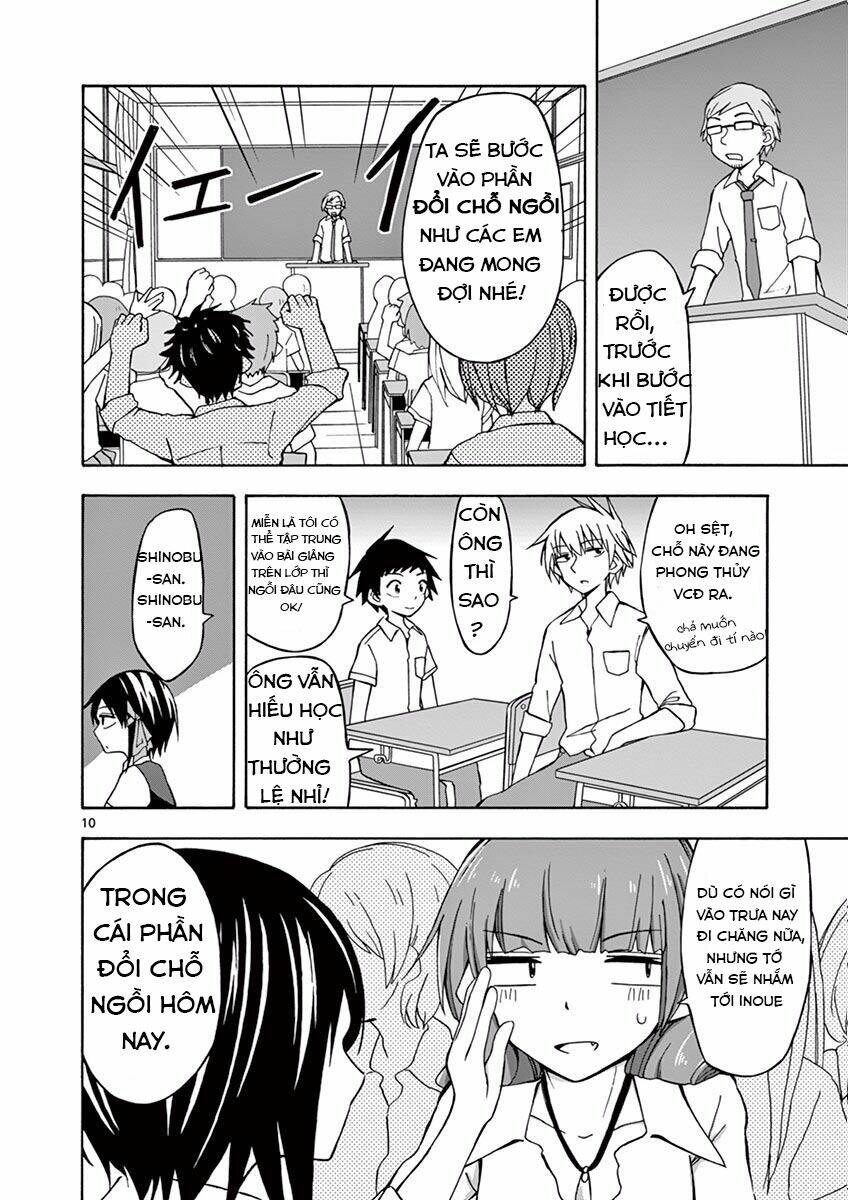 ĐƯỢC
RỒI,
TRƯỚC
KHI BƯỚC
VÀO TIẾT
HỌC...
TA SẼ BƯỚC
VÀO PHẦN
ĐỔI CHỖ NGỒI
NHƯ CÁC EM
ĐANG MONG
ĐỢI NHÉ!
イエーイ
OH SỆT,
CHỖ NÀY ĐANG
PHONG THỦY
VCĐ RA.
chả muốn
chuyển đi tí nào
CÒN
ÔNG
THÌ
SAO
?
MIỄN LÀ TÔI CÓ
THỂ TẬP TRUNG
VÀO BÀI GIẢNG
TRÊN LỚP THÌ
NGỒI ĐÂU CŨNG
OK!
ÔNG VẪN
HIẾU HỌC
NHƯ
THƯỜNG
LỆ NHỈ!
SHINOBU
-SAN.
SHINOBU
-SAN.
10
DÙ CÓ NÓI GÌ
VÀO TRƯA NAY
ĐI CHĂNG NỮA,
NHƯNG TỚ
VẪN SẼ NHẮM
TỚI INOUE
TRONG
CÁI PHẦN
ĐỔI CHỖ
NGỒI HÔM
NAY.